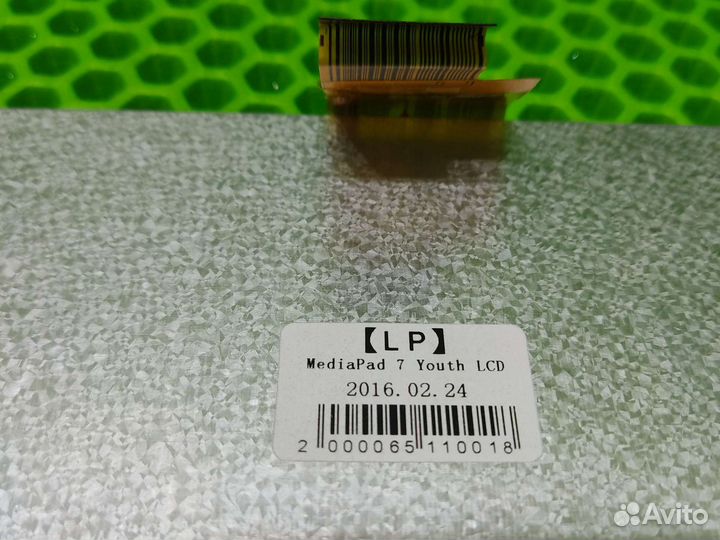 【LP】
MediaPad 7 Youth LCD
2016.02.24
2 000065 110018
Avito